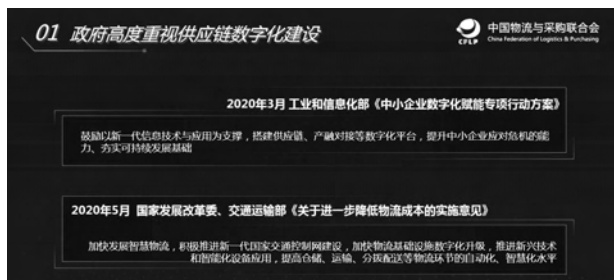 01 政府高度重视供应链数字化建设
中国物流与采购联合会
China Federation of Logistics & Purchasing
CFLP
2020年3月 工业和信息化部《中小企业数字化赋能专项行动方案》
鼓励以新一代信息技术与应用为支撑，搭建供应链、产融对接等数字化平台，提升中小企业应对危机的能
力、夯实可持续发展基础
2020年5月 国家发展改革委、交通运输部《关于进一步降低物流成本的实施意见》
加快发展智慧物流，积极推进新一代国家交通控制网建设，加快物流基础设施数字化升级，推进新兴技术
和智能化设备应用，提高仓储、运输、分拨配送等物流环节的自动化、智慧化水平